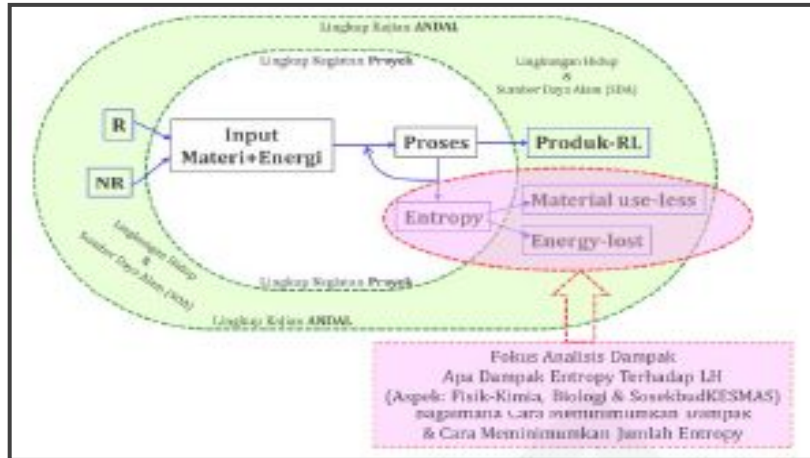 Lingkup Kajian ANDAL
Lingkup Kegiatan Proyek
Lingkungan Hidup
&
Sumber Daya Alam (SDA)
R
NR
Input
Materi+Energi
Proses
Produk-RL
Entropy
Material use-less
Energy-lost
Lingkungan Hidup
&
Sumber Daya Alam (SDA)
Lingkup Kegiatan Proyek
Lingkup Kajian ANDAL
Fokus Analisis Dampak
Apa Dampak Entropy Terhadap LH
(Aspek: Fisik-Kimia, Biologi & SosekbudKESMAS)
Bagaimana Cara Meminimumkan Dampak
& Cara Meminimumkan Jumlah Entropy